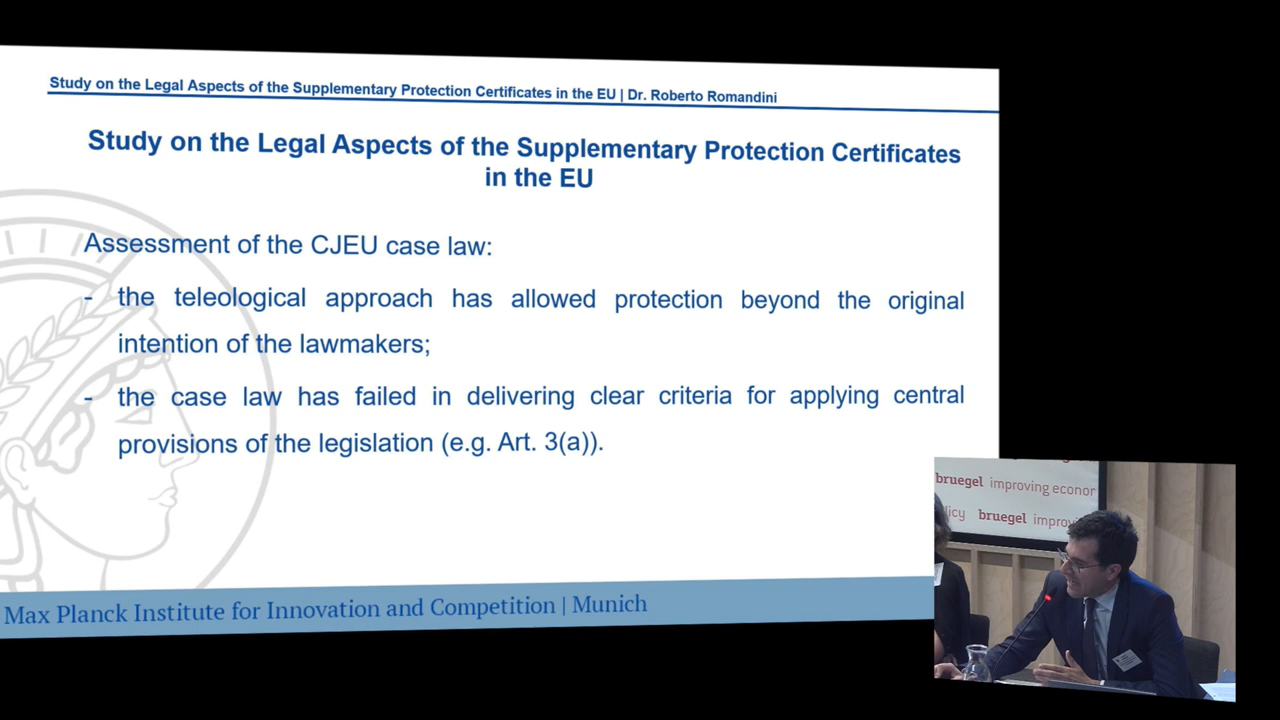 Study on the Legal Aspects of the Supplementary Protection Certificates in the EU | Dr. Roberto Romandini
Study on the Legal Aspects of the Supplementary Protection Certificates
in the EU
Assessment of the CJEU case law:
- the teleological approach has allowed protection beyond the original
intention of the lawmakers;
- the case law has failed in delivering clear criteria for applying central
provisions of the legislation (e.g. Art. 3(a)).
Max Planck Institute for Innovation and Competition | Munich
bruegel improving econor
licy bruegel improvi